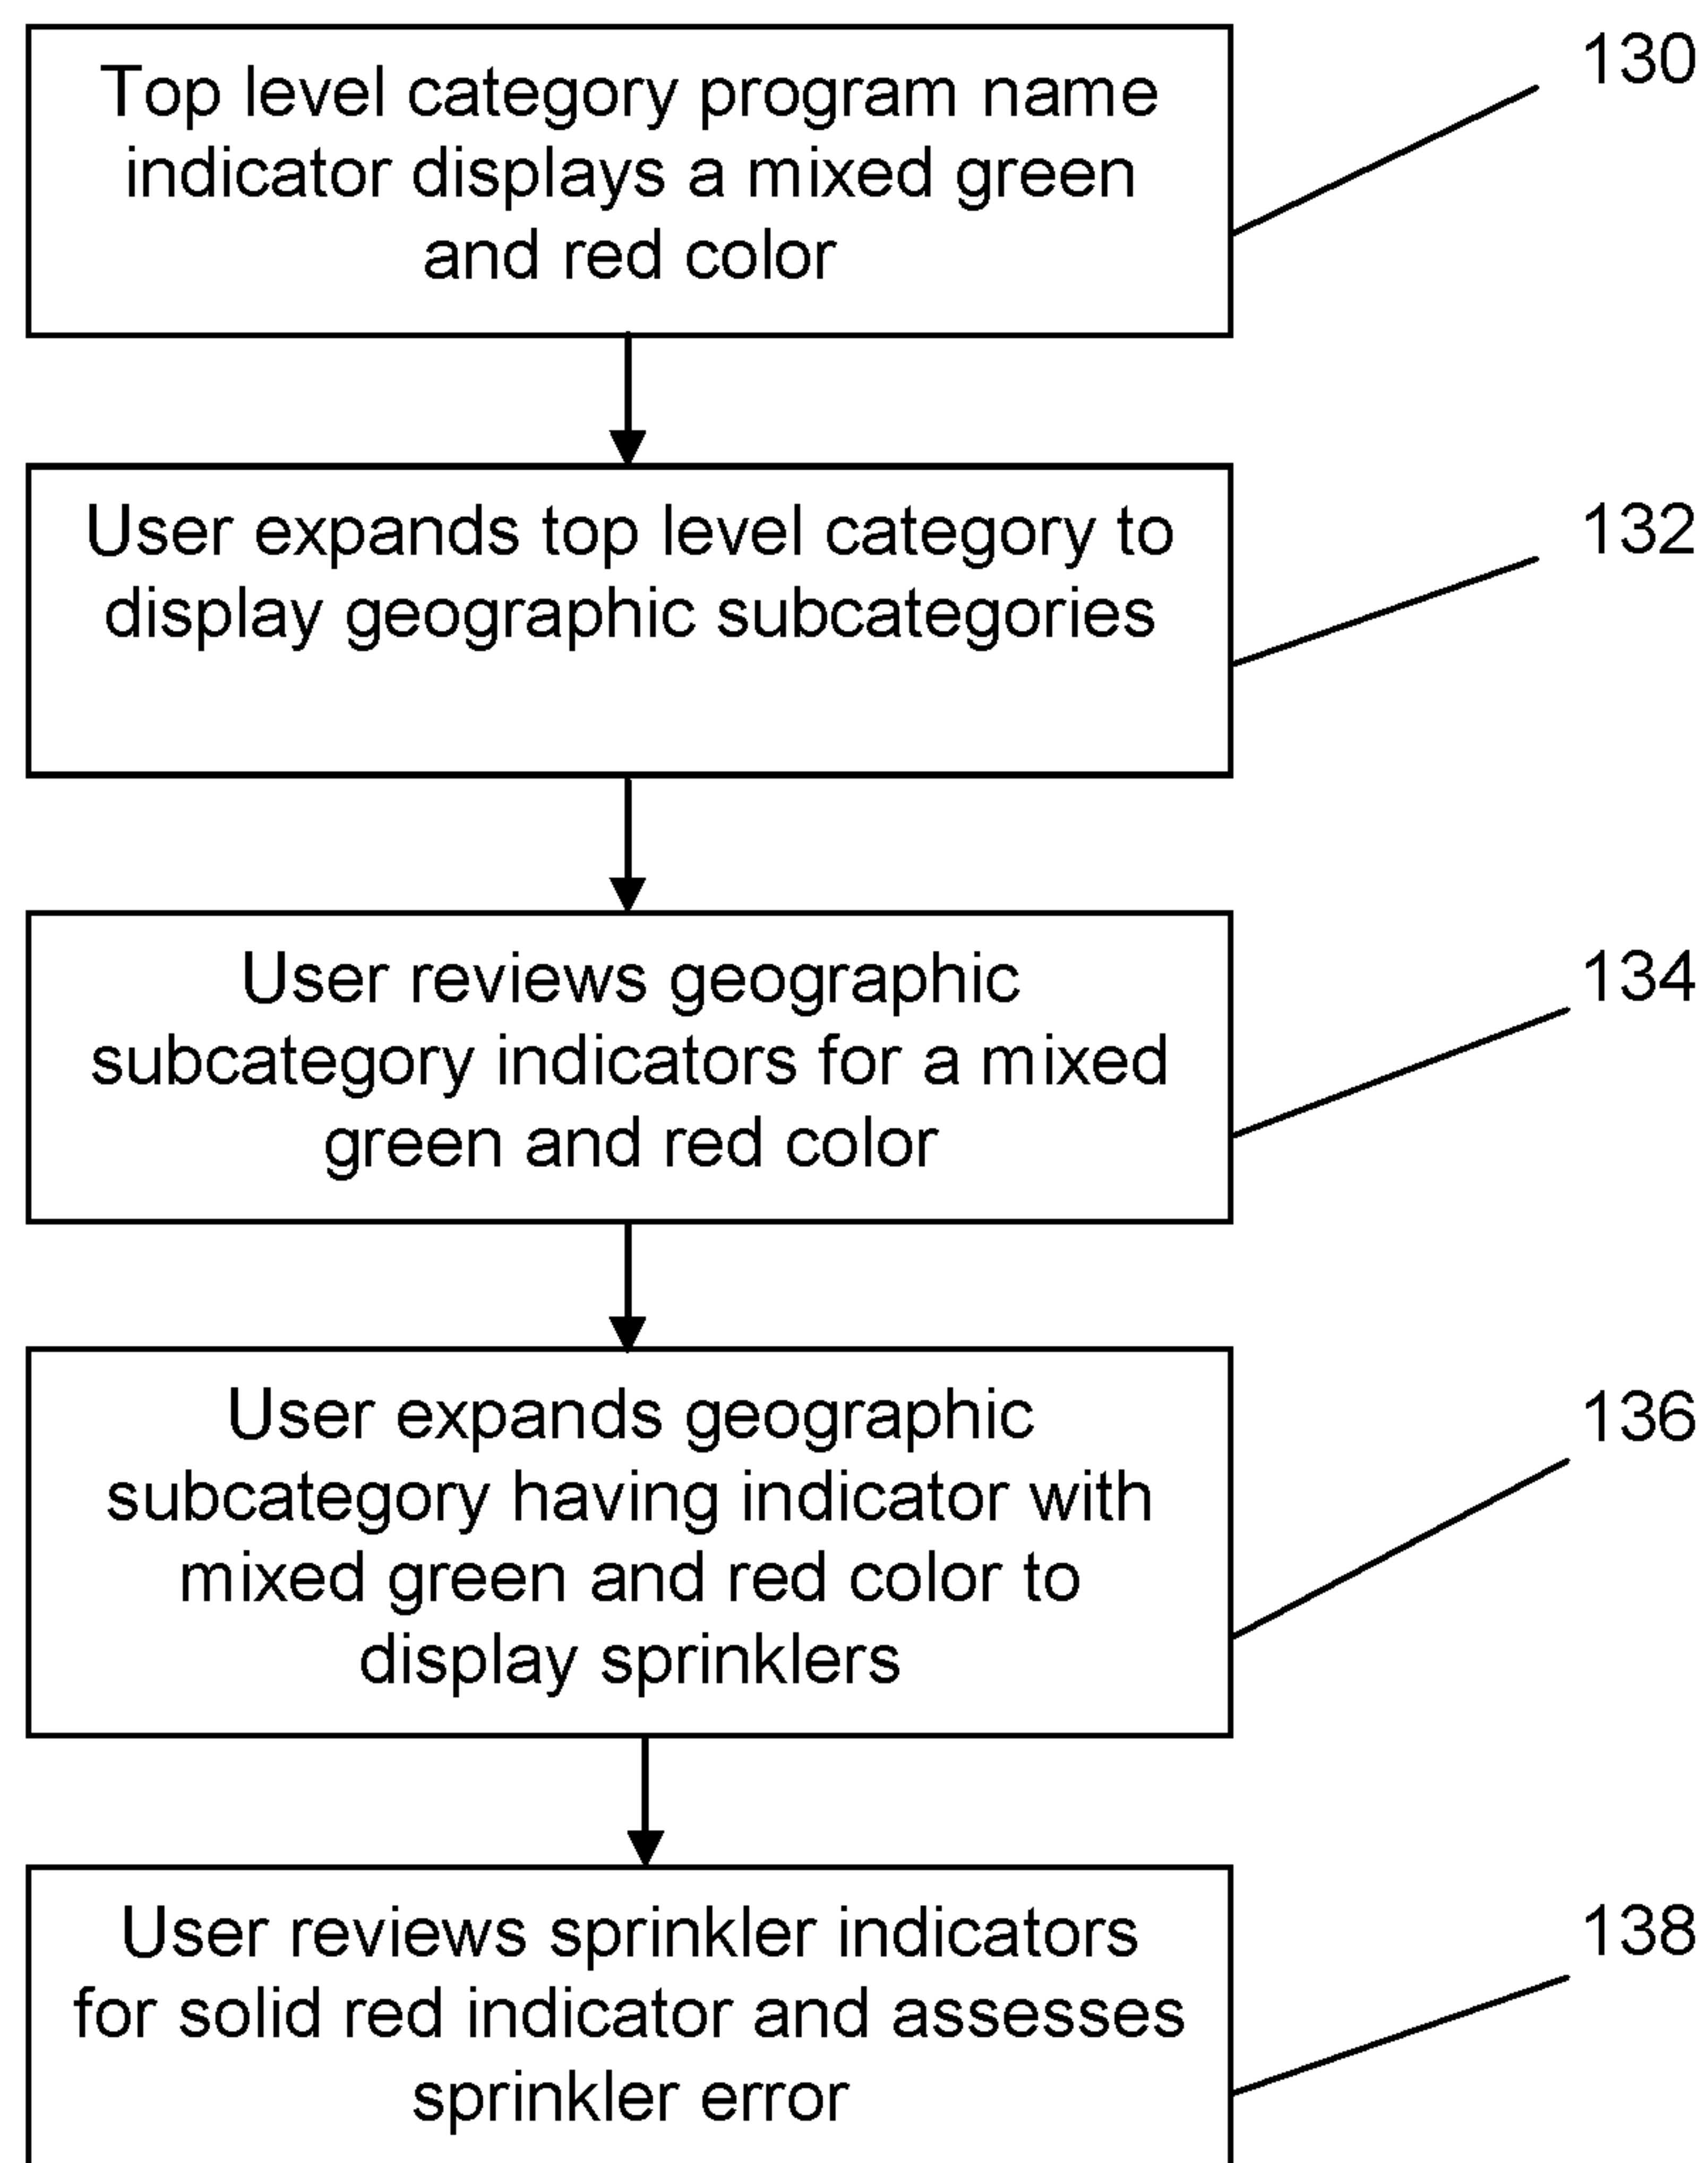 Top level category program name
indicator displays a mixed green
and red color
130
User expands top level category to
display geographic subcategories
132
User reviews geographic
subcategory indicators for a mixed
green and red color
134
User expands geographic
subcategory having indicator with
mixed green and red color to
display sprinklers
136
User reviews sprinkler indicators
for solid red indicator and assesses
sprinkler error
138